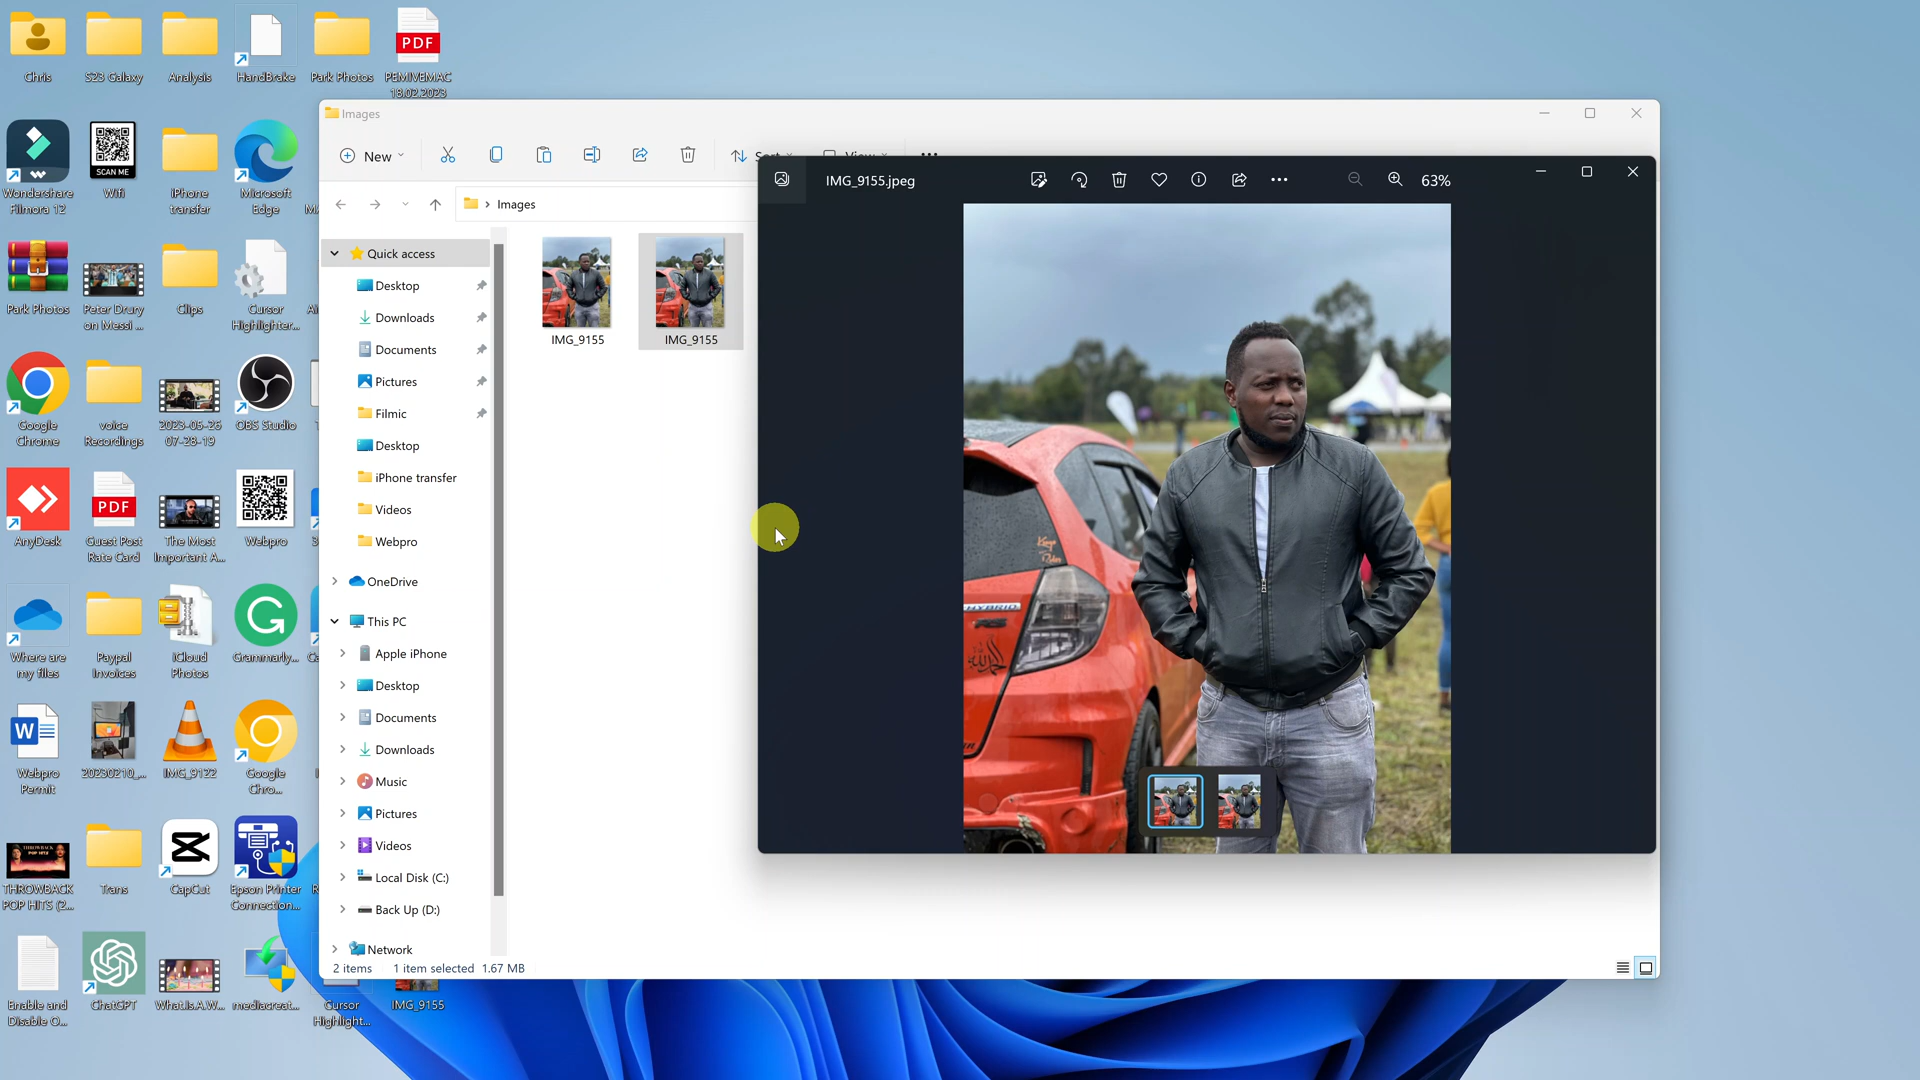 Chris
S23 Galaxy
Analysis
HandBrake
Park Photos
PDF
PEMIVEMAC
18.02.2023
Wondershare
Filmora 12
SCAN ME
Wifi
iPhone
transfer
Microsoft
Edge
Park Photos
Peter Drury
on Messi ...
Clips
Cursor
Highlighter...
Google
Chrome
voice
Recordings
2023-05-26
07-28-19
OBS Studio
AnyDesk
PDF
Guest Post
Rate Card
The Most
Important A...
Webpro
Where are
my files
Paypal
Invoices
iCloud
Photos
Grammarly...
Webpro
Permit
20230210_...
IMG_9122
Google
Chro...
THROWBACK
POP HITS (2...
Trans
CapCut
Epson Printer
Connection...
Enable and
Disable O...
ChatGPT
What.Is.A.W...
mediacreat...
Cursor
Highlight...
IMG_9155
Images
New
Sort
View
Images
Quick access
Desktop
Downloads
Documents
Pictures
Filmic
Desktop
iPhone transfer
Videos
Webpro
OneDrive
This PC
Apple iPhone
Desktop
Documents
Downloads
Music
Pictures
Videos
Local Disk (C:)
Back Up (D:)
Network
2 items 1 item selected 1.67 MB
IMG_9155
IMG_9155
IMG_9155.jpeg
63%
HYBRID
RS